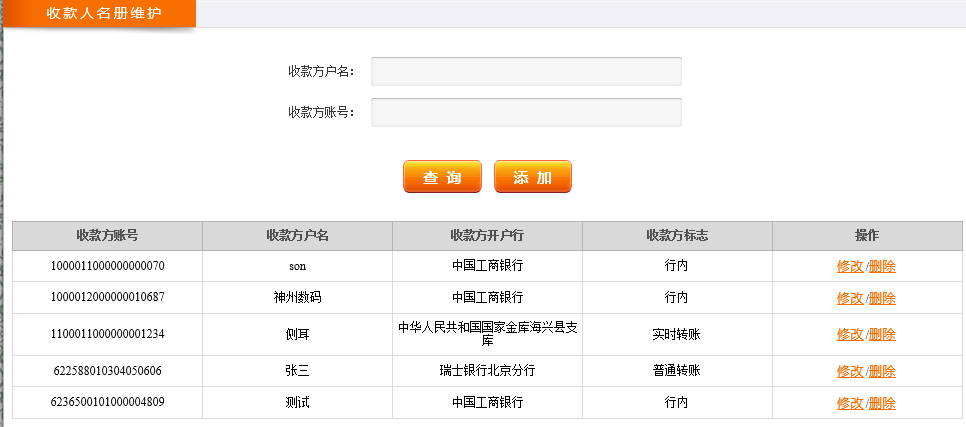 收款人名册维护
收款方户名：
收款方账号：
查 询 添 加
收款方账号 收款方户名 收款方开户行 收款方标志 操作
1000011000000000070 son 中国工商银行 行内 修改/删除
1000012000000010687 神州数码 中国工商银行 行内 修改/删除
1100011000000001234 侧耳 中华人民共和国国家金库海兴县支 实时转账 修改/删除
库
622588010304050606 张三 瑞士银行北京分行 普通转账 修改/删除
6236500101000004809 测试 中国工商银行 行内 修改/删除